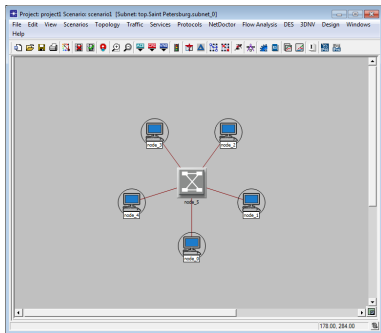 Project: project1 Scenario: scenario1 [Subnet: top.Saint Petersburg.subnet_0]
File Edit View Scenarios Topology Traffic Services Protocols NetDoctor Flow Analysis DES 3DNV Design Windows
Help
node_3
node_2
node_5
node_4
node_1
node_0
178.00, 284.00